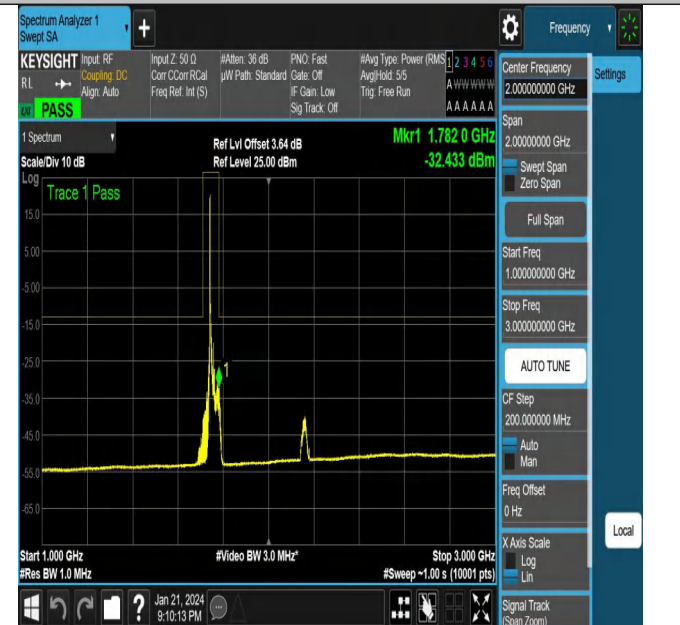 Spectrum Analyzer 1
Swept SA
Frequency
KEYSIGHT
Input: RF
Coupling: DC
Align: Auto
RL
LXI
PASS
Input Z: 50 Ω
Corr CCorr RCal
Freq Ref: Int (S)
#Atten: 36 dB
µW Path: Standard
PNO: Fast
Gate: Off
IF Gain: Low
Sig Track: Off
#Avg Type: Power (RMS
Avg|Hold: 5/5
Trig: Free Run
1 2 3 4 5 6
A W W W W W
A A A A A A
1 Spectrum
Scale/Div 10 dB
Ref Lvl Offset 3.64 dB
Ref Level 25.00 dBm
Mkr1 1.782 0 GHz
-32.433 dBm
Log
Trace 1 Pass
15.0
5.00
-5.00
-15.0
-25.0
-35.0
-45.0
-55.0
-65.0
1
Start 1.000 GHz
#Res BW 1.0 MHz
#Video BW 3.0 MHz*
Stop 3.000 GHz
#Sweep ~1.00 s (10001 pts)
Jan 21, 2024
9:10:13 PM
Center Frequency
2.00000000 GHz
Settings
Span
2.00000000 GHz
Swept Span
Zero Span
Full Span
Start Freq
1.000000000 GHz
Stop Freq
3.000000000 GHz
AUTO TUNE
CF Step
200.000000 MHz
Auto
Man
Freq Offset
0 Hz
X Axis Scale
Log
Lin
Local
Signal Track
(Span Zoom)